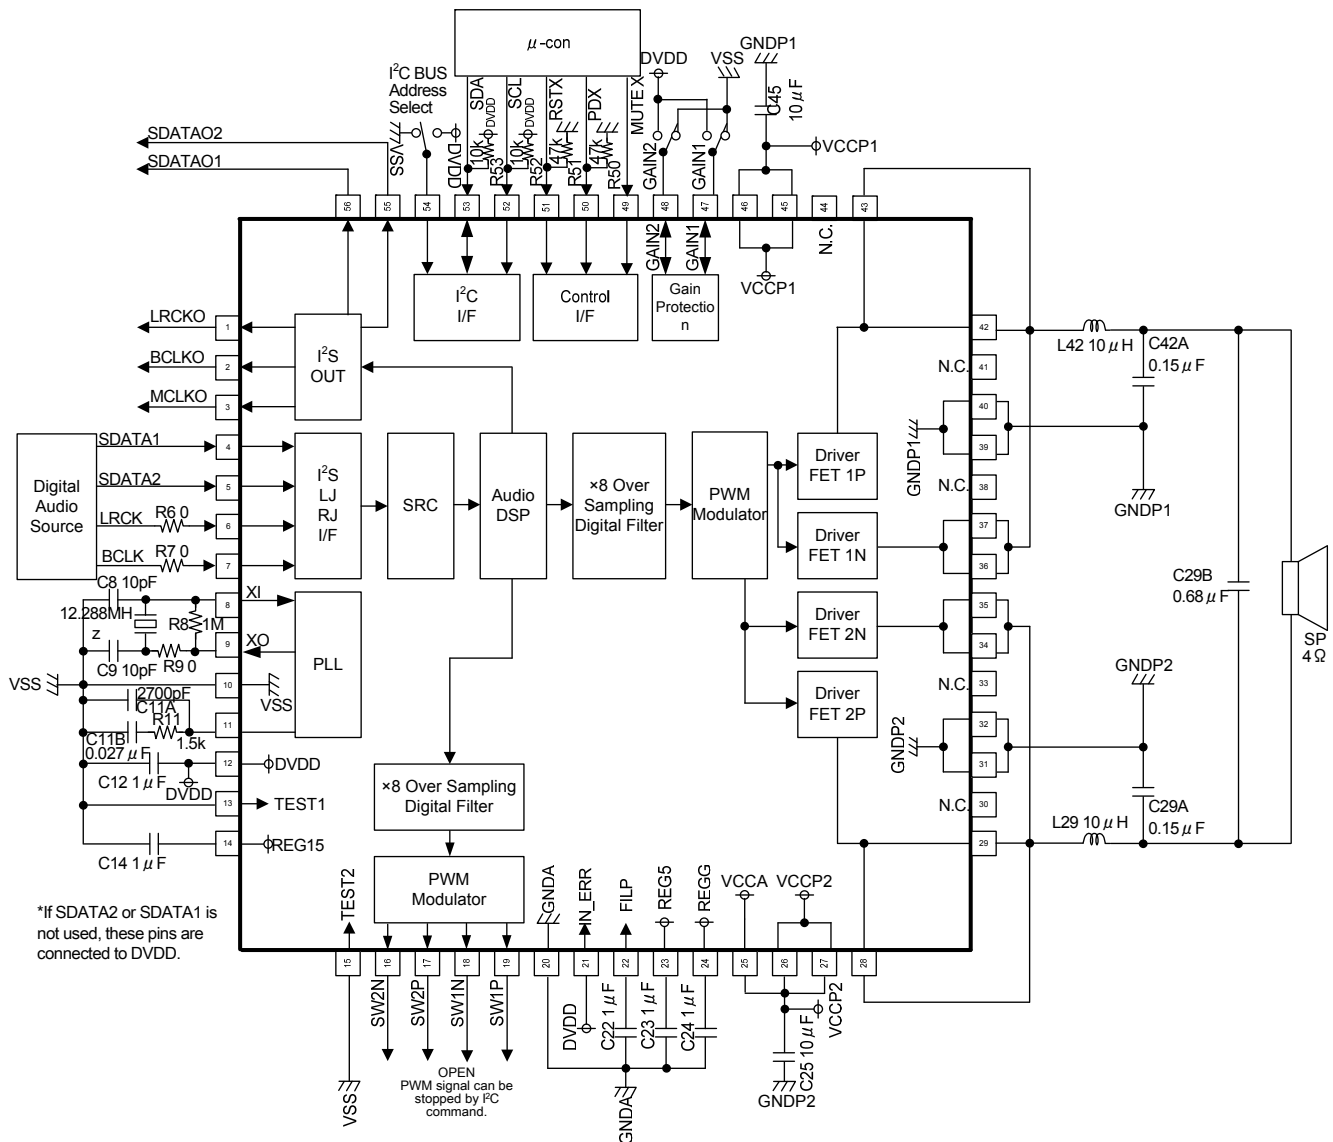 μ-con
GNDP1
DVDD
VSS
C45
10μF
VCCP1
I²C BUS
Address
Select
VSS
DVDD
SDA
SCL
RSTX
PDX
MUTE X
DVDD
DVDD
10k
10k
47k
47k
R53
R52
R51
R50
GAIN2
GAIN1
SDATAO2
SDATAO1
56
55
54
53
52
51
50
49
48
47
46
45
44
43
GAIN2
GAIN1
VCCP1
N.C.
I²C
I/F
Control
I/F
Gain
Protectio
n
LRCKO
BCLKO
MCLKO
1
2
3
I²S
OUT
Digital
Audio
Source
SDATA1
SDATA2
LRCK
BCLK
R6 0
R7 0
4
5
6
7
I²S
LJ
RJ
I/F
SRC
Audio
DSP
×8 Over
Sampling
Digital Filter
PWM
Modulator
Driver
FET 1P
Driver
FET 1N
Driver
FET 2N
Driver
FET 2P
42
N.C.
41
40
39
GNDP1
N.C.
38
37
36
35
34
N.C.
33
32
31
GNDP2
N.C.
30
29
L42 10μH
C42A
0.15μF
GNDP1
C29B
0.68μF
SP
4Ω
GNDP2
C29A
0.15μF
L29 10μH
C8 10pF
12.288MH
z
R8
1M
C9 10pF
R9 0
XI
XO
8
9
PLL
VSS
10
VSS
2700pF
C11A
R11
C11B
1.5k
0.027μF
11
C12 1μF
DVDD
12
DVDD
13
TEST1
C14 1μF
14
REG15
×8 Over Sampling
Digital Filter
PWM
Modulator
*If SDATA2 or SDATA1 is
not used, these pins are
connected to DVDD.
TEST2
GNDA
IN_ERR
FILP
REG5
REGG
VCCA
VCCP2
15
16
17
18
19
20
21
22
23
24
25
26
27
28
VSS
SW2N
SW2P
SW1N
SW1P
OPEN
PWM signal can be
stopped by I²C
command.
DVDD
C22 1μF
C23 1μF
C24 1μF
GNDA
C25 10μF
VCCP2
GNDP2